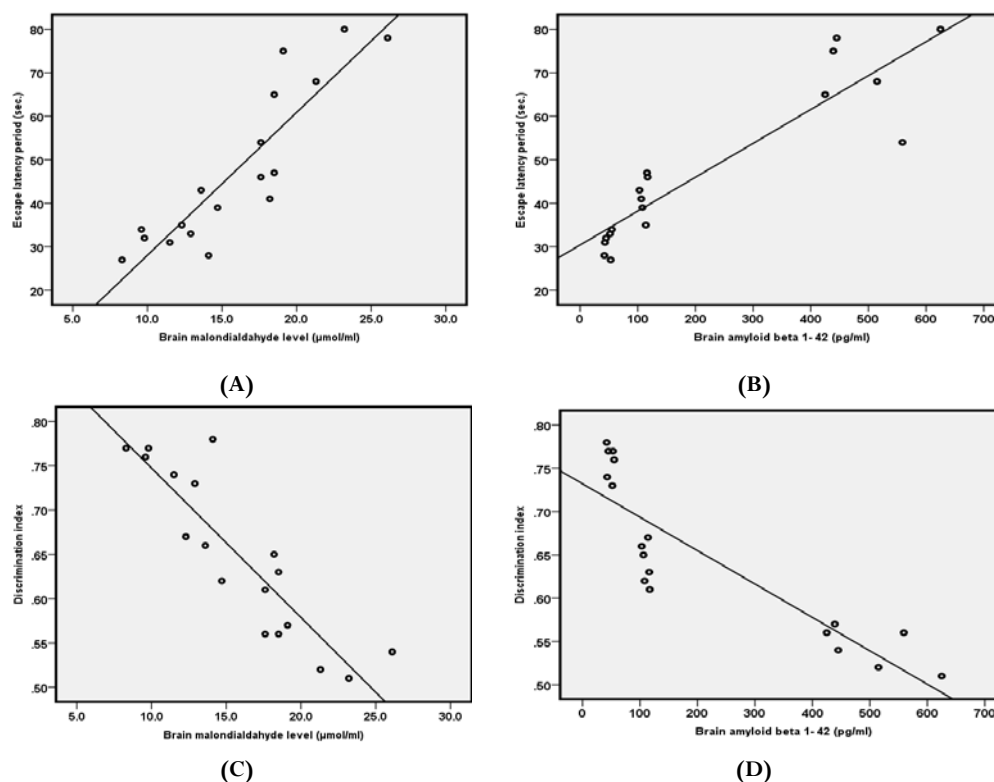 80
70
60
50
40
30
20
Escape latency period (sec.)
5.0 10.0 15.0 20.0 25.0 30.0
Brain malondialdahyde level (µmol/ml)
(A)
80
70
60
50
40
30
20
Escape latency period (sec.)
0 100 200 300 400 500 600 700
Brain amyloid beta 1- 42 (pg/ml)
(B)
.80
.75
.70
.65
.60
.55
.50
Discrimination index
5.0 10.0 15.0 20.0 25.0 30.0
Brain malondialdahyde level (µmol/ml)
(C)
.80
.75
.70
.65
.60
.55
.50
Discrimination index
0 100 200 300 400 500 600 700
Brain amyloid beta 1- 42 (pg/ml)
(D)